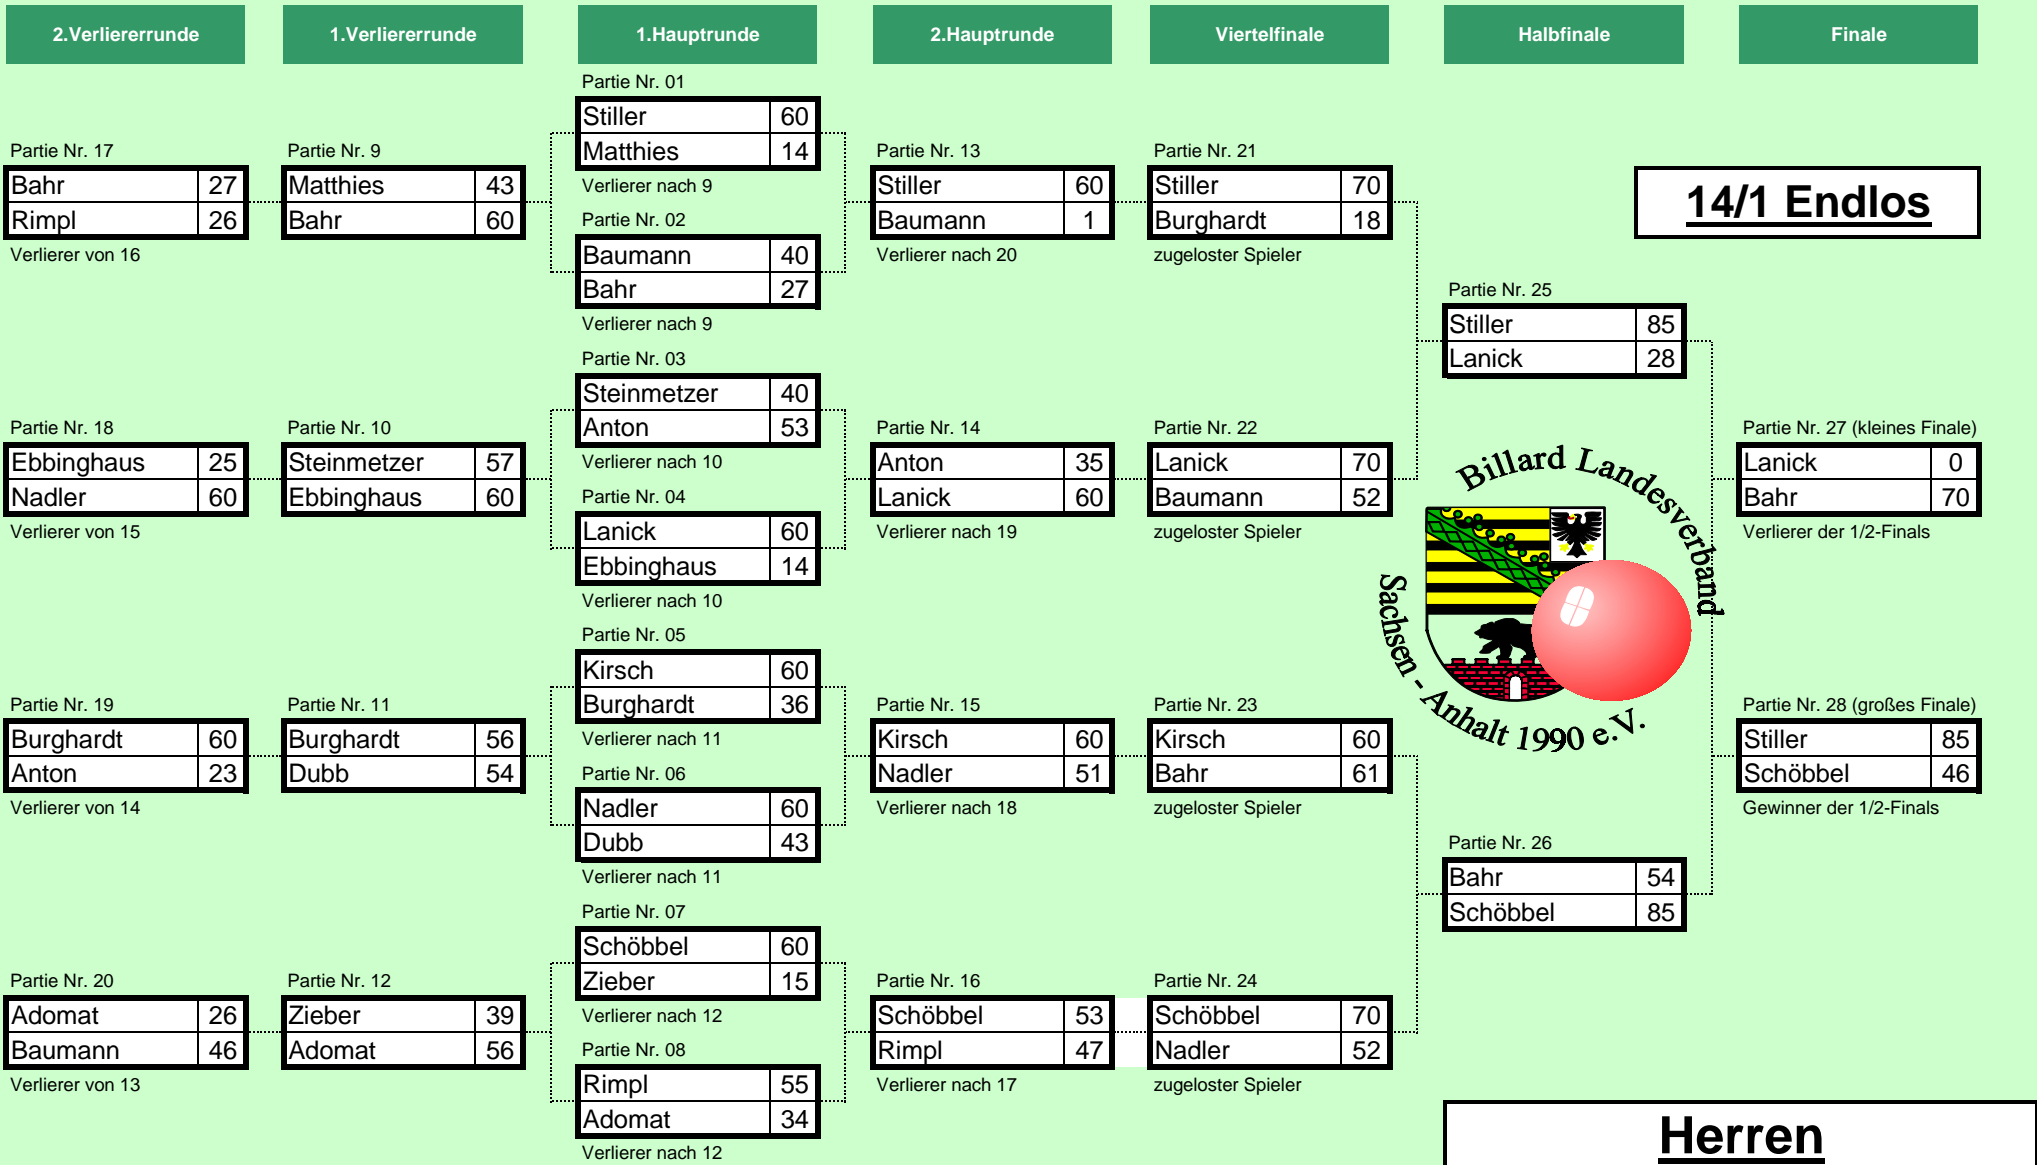 2.Verliererrunde 1.Verliererrunde 1.Hauptrunde 2.Hauptrunde Viertelfinale Halbfinale Finale
Partie Nr. 01
Stiller 60
Matthies 14
Verlierer nach 9
Partie Nr. 02
Baumann 40
Bahr 27
Verlierer nach 9
Partie Nr. 03
Steinmetzer 40
Anton 53
Verlierer nach 10
Partie Nr. 04
Lanick 60
Ebbinghaus 14
Verlierer nach 10
Partie Nr. 05
Kirsch 60
Burghardt 36
Verlierer nach 11
Partie Nr. 06
Nadler 60
Dubb 43
Verlierer nach 11
Partie Nr. 07
Schöbbel 60
Zieber 15
Verlierer nach 12
Partie Nr. 08
Rimpl 55
Adomat 34
Verlierer nach 12
Partie Nr. 17
Bahr 27
Rimpl 26
Verlierer von 16
Partie Nr. 18
Ebbinghaus 25
Nadler 60
Verlierer von 15
Partie Nr. 19
Burghardt 60
Anton 23
Verlierer von 14
Partie Nr. 20
Adomat 26
Baumann 46
Verlierer von 13
Partie Nr. 9
Matthies 43
Bahr 60
Partie Nr. 10
Steinmetzer 57
Ebbinghaus 60
Partie Nr. 11
Burghardt 56
Dubb 54
Partie Nr. 12
Zieber 39
Adomat 56
Partie Nr. 13
Stiller 60
Baumann 1
Verlierer nach 20
Partie Nr. 14
Anton 35
Lanick 60
Verlierer nach 19
Partie Nr. 15
Kirsch 60
Nadler 51
Verlierer nach 18
Partie Nr. 16
Schöbbel 53
Rimpl 47
Verlierer nach 17
Partie Nr. 21
Stiller 70
Burghardt 18
zugeloster Spieler
Partie Nr. 22
Lanick 70
Baumann 52
zugeloster Spieler
Partie Nr. 23
Kirsch 60
Bahr 61
zugeloster Spieler
Partie Nr. 24
Schöbbel 70
Nadler 52
zugeloster Spieler
Partie Nr. 25
Stiller 85
Lanick 28
Partie Nr. 26
Bahr 54
Schöbbel 85
14/1 Endlos
Billard Landesverband
Sachsen - Anhalt 1990 e.V.
Partie Nr. 27 (kleines Finale)
Lanick 0
Bahr 70
Verlierer der 1/2-Finals
Partie Nr. 28 (großes Finale)
Stiller 85
Schöbbel 46
Gewinner der 1/2-Finals
Herren